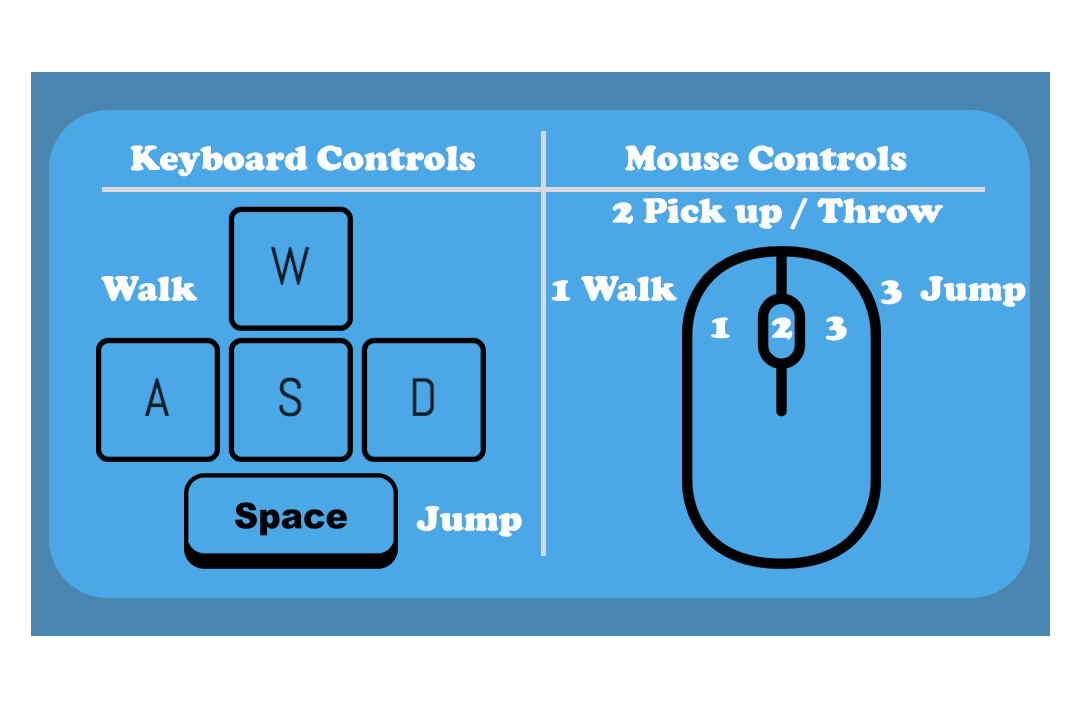 Keyboard Controls
Walk
W
A S D
Space
Jump
Mouse Controls
2 Pick up / Throw
1 Walk
3 Jump
1 2 3